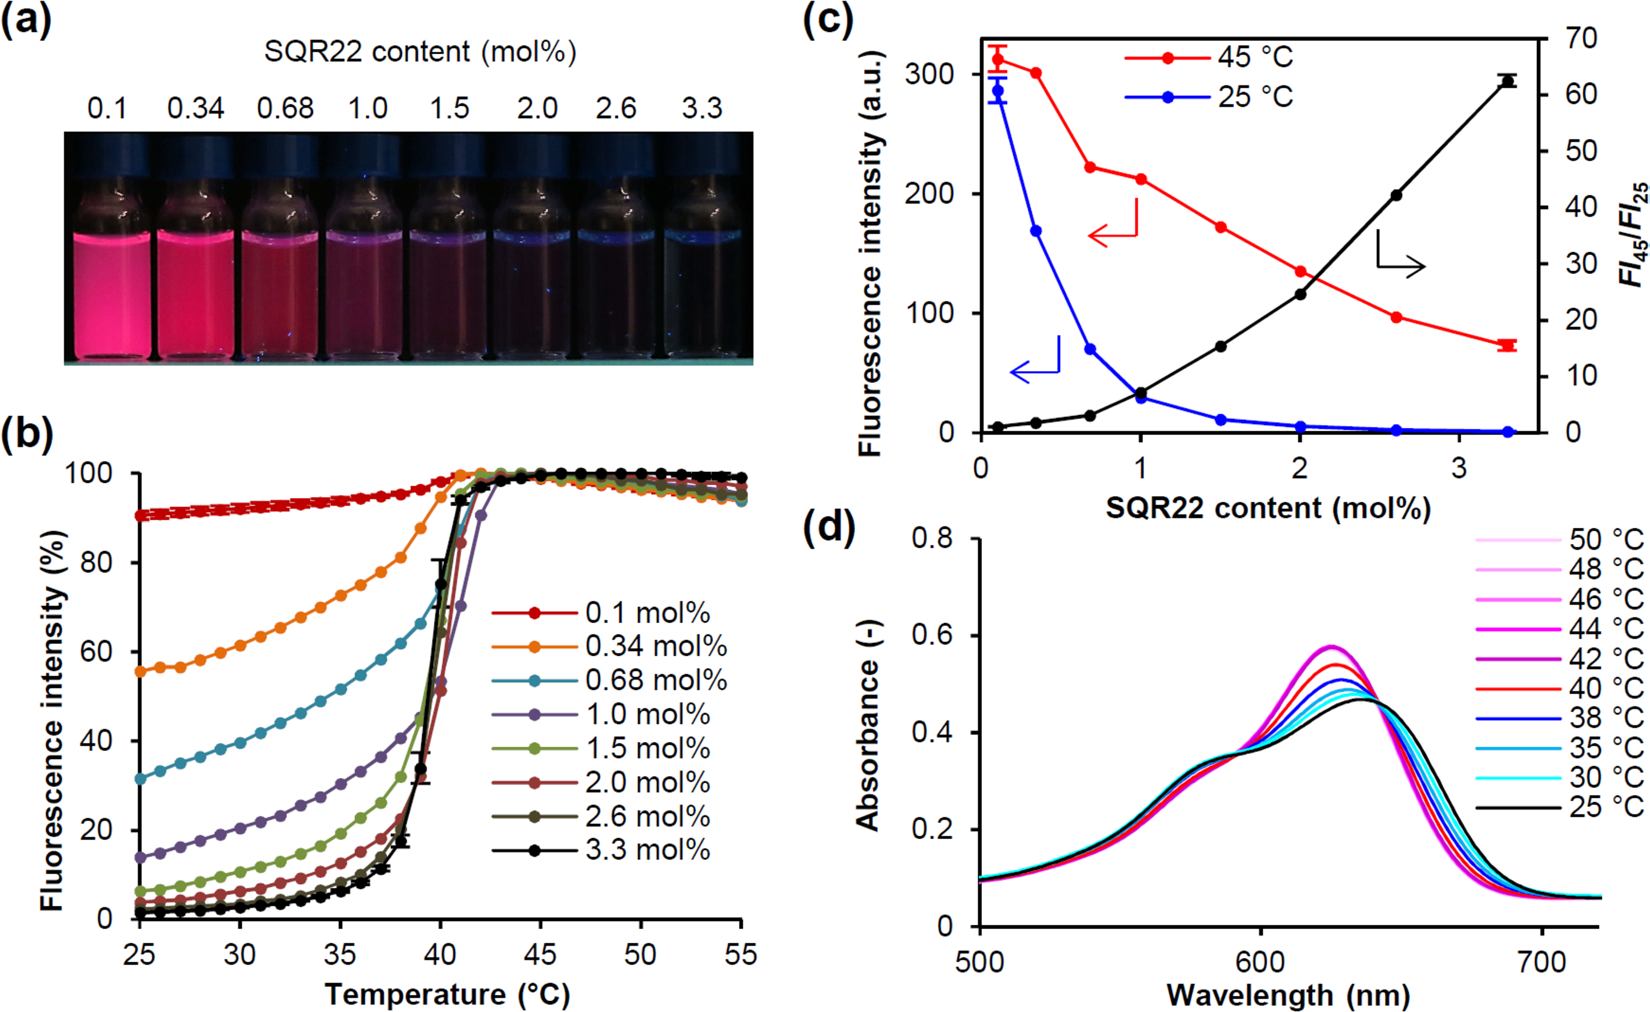 (a)
SQR22 content (mol%)
0.1 0.34 0.68 1.0 1.5 2.0 2.6 3.3
(b)
100
80
60
40
20
0
Fluorescence intensity (%)
0.1 mol%
0.34 mol%
0.68 mol%
1.0 mol%
1.5 mol%
2.0 mol%
2.6 mol%
3.3 mol%
25 30 35 40 45 50 55
Temperature (°C)
(c)
300
200
100
0
Fluorescence intensity (a.u.)
45 °C
25 °C
70
60
50
40
30
20
10
0
FI45/FI25
0 1 2 3
SQR22 content (mol%)
(d)
0.8
0.6
0.4
0.2
0
Absorbance (-)
50 °C
48 °C
46 °C
44 °C
42 °C
40 °C
38 °C
35 °C
30 °C
25 °C
500 600 700
Wavelength (nm)